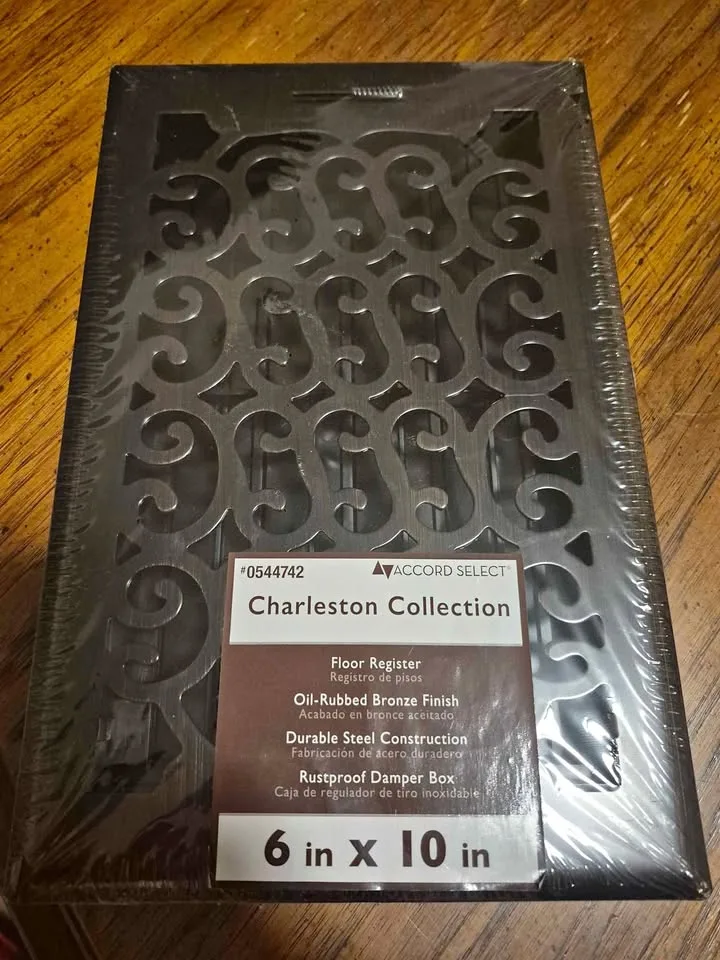 #0544742
ACCORD SELECT®
Charleston Collection
Floor Register
Registro de pisos
Oil-Rubbed Bronze Finish
Acabado en bronce aceitado
Durable Steel Construction
Fabricación de acero duradero
Rustproof Damper Box
Caja de regulador de tiro inoxidable
6 in x 10 in